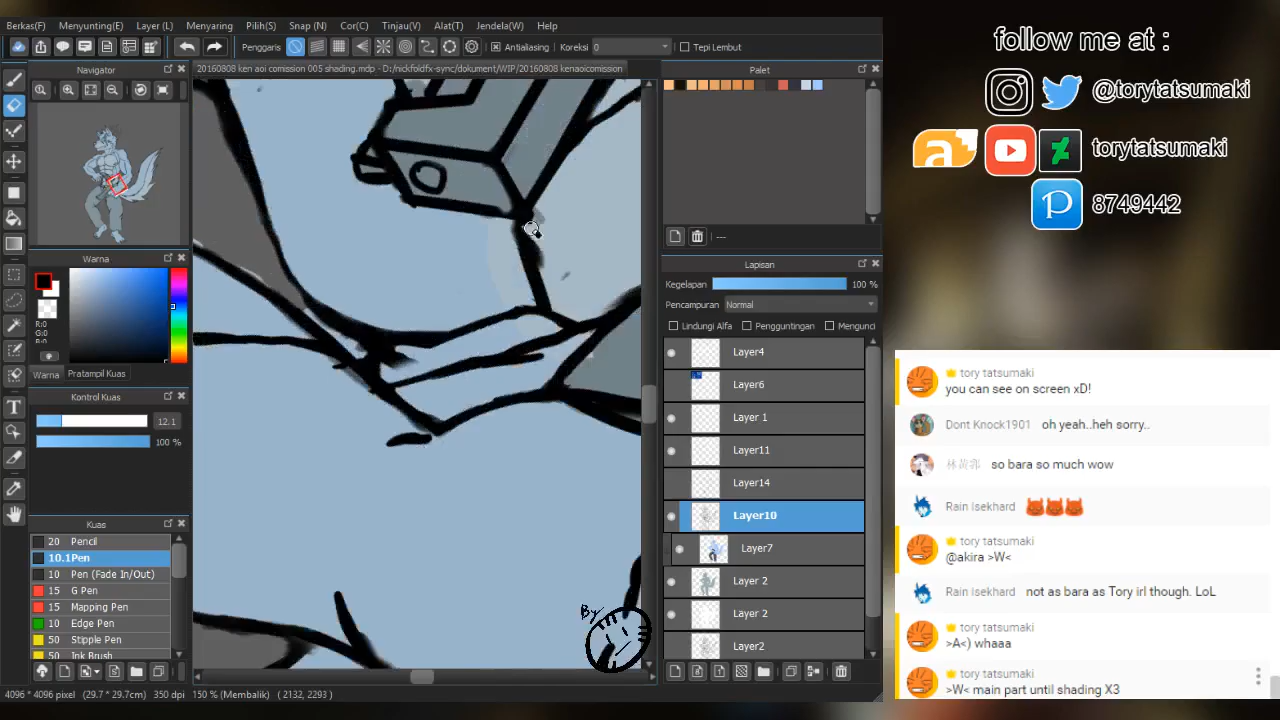 Berkas(F) Menyunting(E) Layer (L) Menyaring Pilih(S) Snap (N) Cor(C) Tinjau(V) Alat(T) Jendela(W) Help
Penggaris Antialiasing Koreksi 0 Tepi Lembut
Navigator
20160808 ken aoi comission 005 shading.mdp - D:/nickfoldfx-sync/dokument/WIP/20160808 kenaoicomission
Warna
R:0
G:0
B:0
Warna Pratampil Kuas
Kontrol Kuas
12.1
100 %
Kuas
20 Pencil
10.1 Pen
10 Pen (Fade In/Out)
15 G Pen
15 Mapping Pen
10 Edge Pen
50 Stipple Pen
50 Ink Brush
4096 * 4096 pixel (29.7 * 29.7cm) 350 dpi 150 % (Membalik) ( 2132, 2293 )
By
Palet
---
Lapisan
Kegelapan 100 %
Pencampuran Normal
Lindungi Alfa Pengguntingan Mengunci
Layer4
Layer6
Layer 1
Layer11
Layer14
Layer10
Layer7
Layer 2
Layer 2
Layer2
follow me at :
@torytatsumaki
torytatsumaki
8749442
tory tatsumaki
you can see on screen xD!
Dont Knock1901 oh yeah..heh sorry..
so bara so much wow
Rain Isekhard
tory tatsumaki
@akira >W<
Rain Isekhard not as bara as Tory irl though. LoL
tory tatsumaki
>A<) whaaa
tory tatsumaki
>W< main part until shading X3